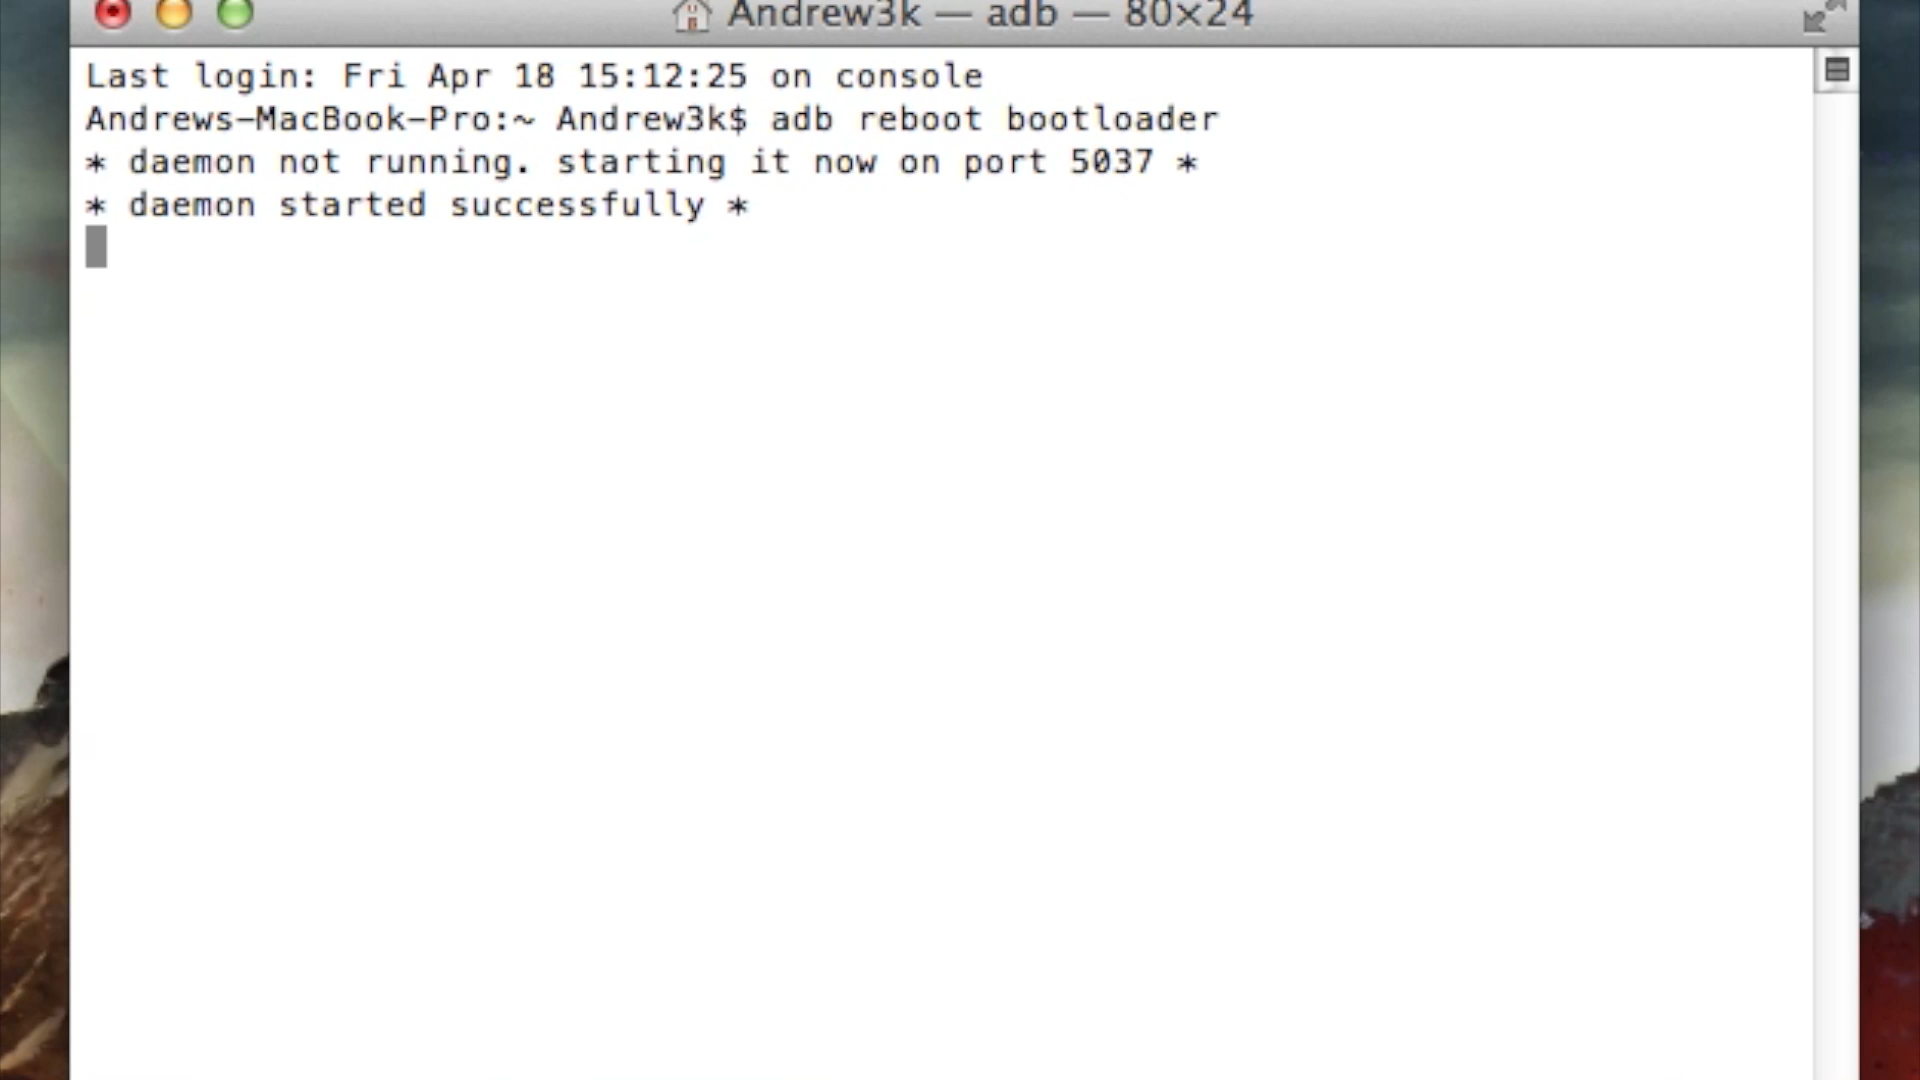 Andrew3k — adb — 80×24
Last login: Fri Apr 18 15:12:25 on console
Andrews-MacBook-Pro:~ Andrew3k$ adb reboot bootloader
* daemon not running. starting it now on port 5037 *
* daemon started successfully *